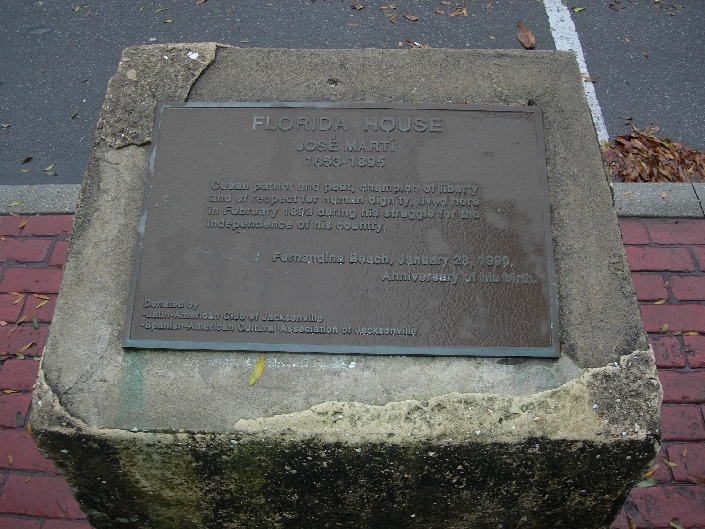 FLORIDA HOUSE
JOSÉ MARTÍ
1853-1895
Cuban patriot and poet, champion of liberty
and of respect for human dignity, lived here
in February 1893 during his struggle for the
independence of his country.
Fernandina Beach, January 28, 1990,
Anniversary of his birth.
Donated by
-Latin-American Club of Jacksonville
-Spanish-American Cultural Association of Jacksonville